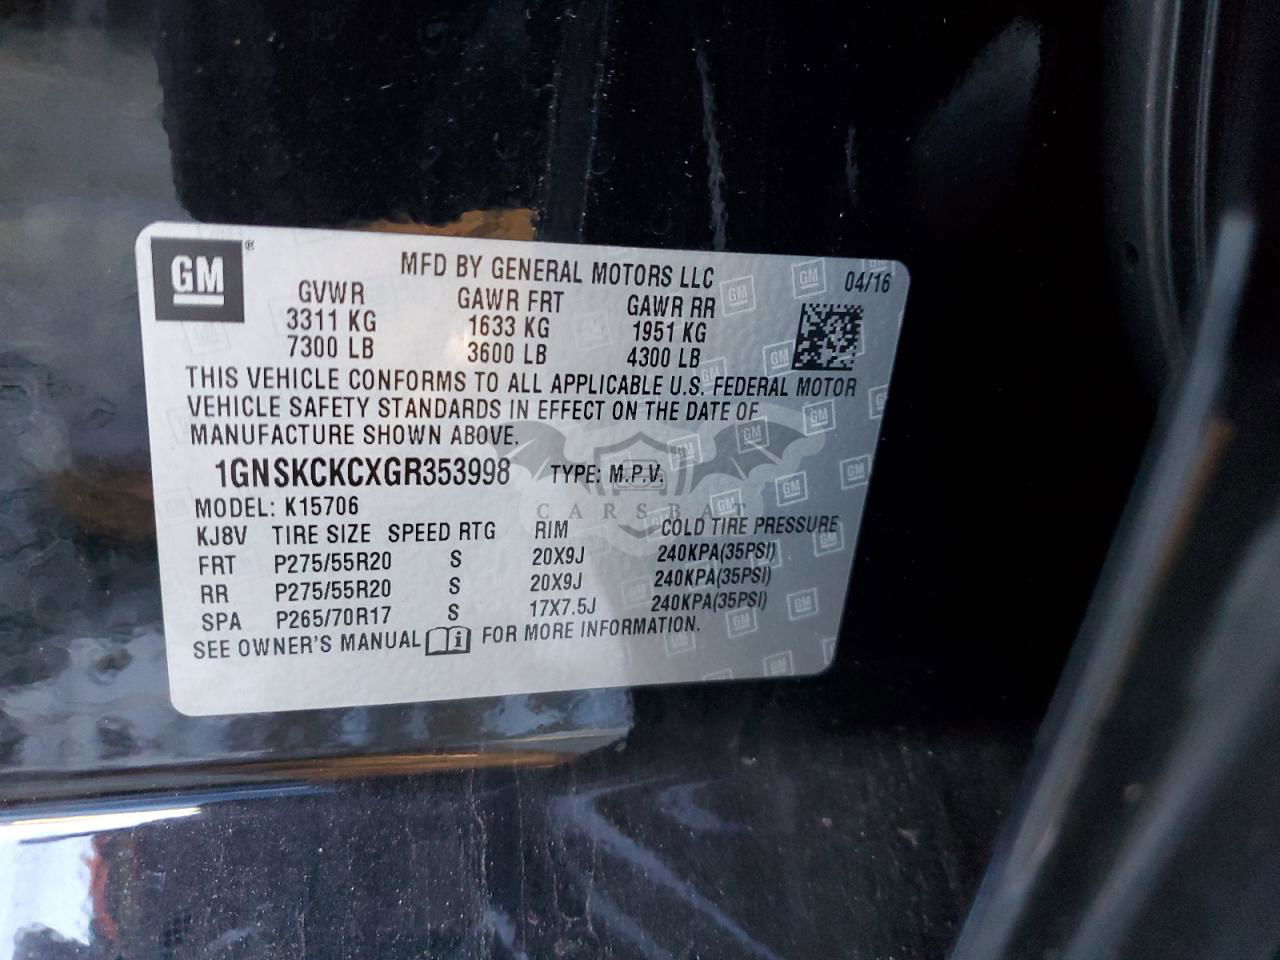 GM®
MFD BY GENERAL MOTORS LLC
04/16
GVWR GAWR FRT GAWR RR
3311 KG 1633 KG 1951 KG
7300 LB 3600 LB 4300 LB
THIS VEHICLE CONFORMS TO ALL APPLICABLE U.S. FEDERAL MOTOR
VEHICLE SAFETY STANDARDS IN EFFECT ON THE DATE OF
MANUFACTURE SHOWN ABOVE.
1GNSKCKCXGR353998 TYPE: M.P.V.
CARSBAT
MODEL: K15706
KJ8V TIRE SIZE SPEED RTG RIM COLD TIRE PRESSURE
FRT P275/55R20 S 20X9J 240KPA(35PSI)
RR P275/55R20 S 20X9J 240KPA(35PSI)
SPA P265/70R17 S 17X7.5J 240KPA(35PSI)
SEE OWNER'S MANUAL FOR MORE INFORMATION.